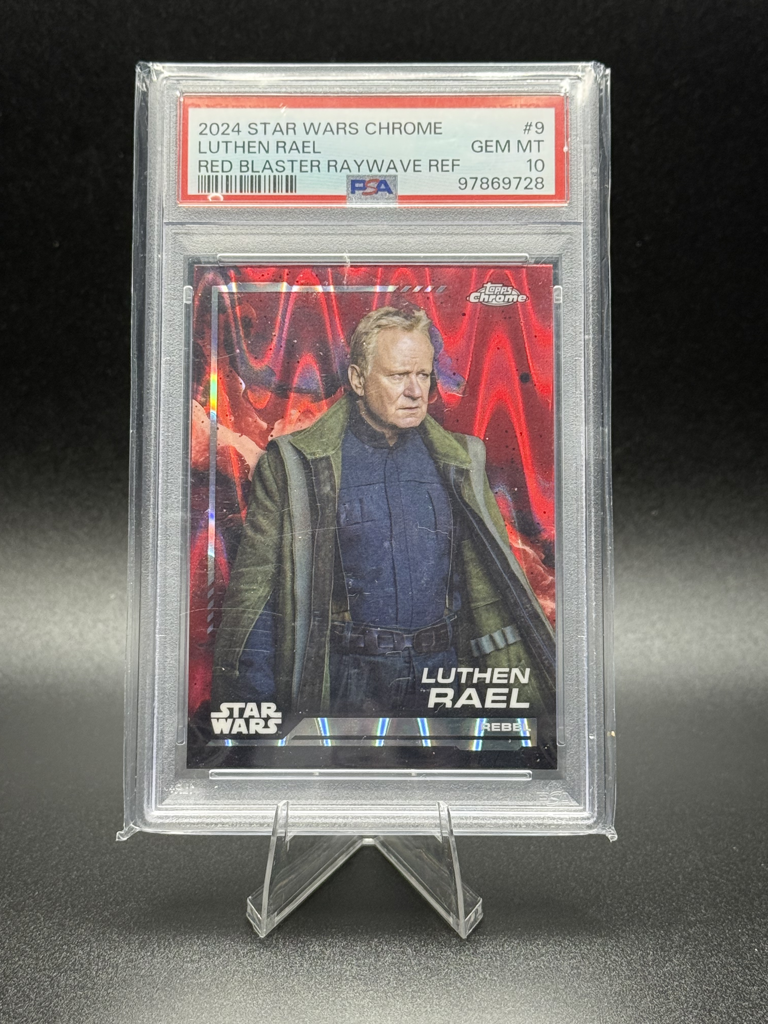 2024 STAR WARS CHROME #9
LUTHEN RAEL GEM MT
RED BLASTER RAYWAVE REF 10
PSA 97869728
Topps
Chrome
LUTHEN
RAEL
STAR
WARS
REBEL